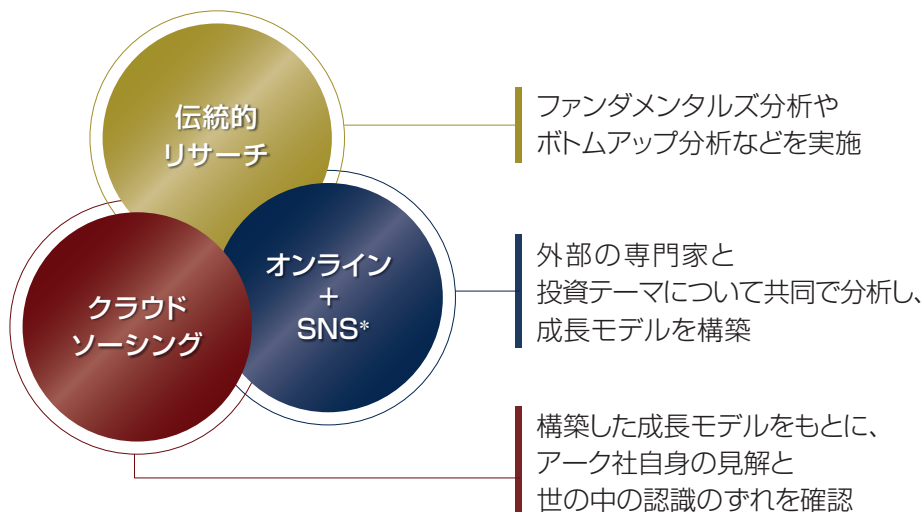 伝統的
リサーチ
ファンダメンタルズ分析や
ボトムアップ分析などを実施
オンライン
+
SNS*
外部の専門家と
投資テーマについて共同で分析し、
成長モデルを構築
クラウド
ソーシング
構築した成長モデルをもとに、
アーク社自身の見解と
世の中の認識のずれを確認